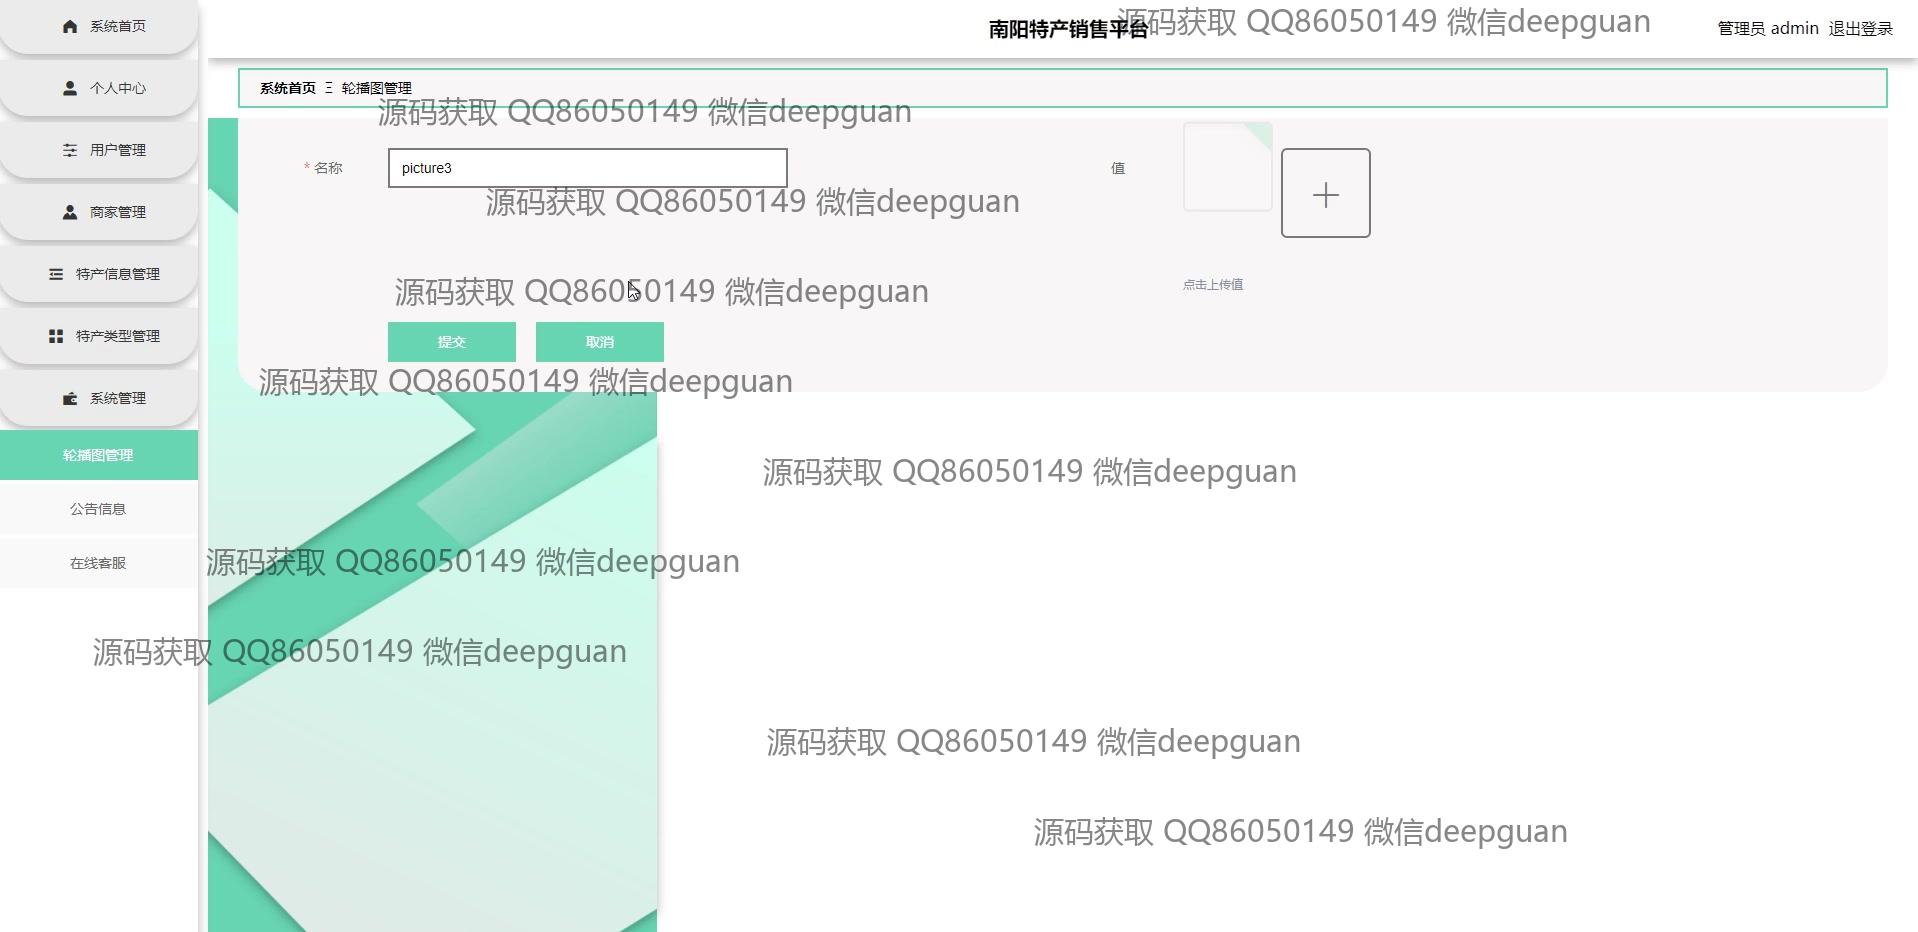 系统首页
个人中心
用户管理
商家管理
特产信息管理
特产类型管理
系统管理
轮播图管理
公告信息
在线客服
南阳特产销售平台
源码获取 QQ86050149 微信deepguan
管理员 admin 退出登录
系统首页 Ξ 轮播图管理
源码获取 QQ86050149 微信deepguan
* 名称 picture3 值
源码获取 QQ86050149 微信deepguan
点击上传值
源码获取 QQ86050149 微信deepguan
提交 取消
源码获取 QQ86050149 微信deepguan
源码获取 QQ86050149 微信deepguan
源码获取 QQ86050149 微信deepguan
源码获取 QQ86050149 微信deepguan
源码获取 QQ86050149 微信deepguan
源码获取 QQ86050149 微信deepguan